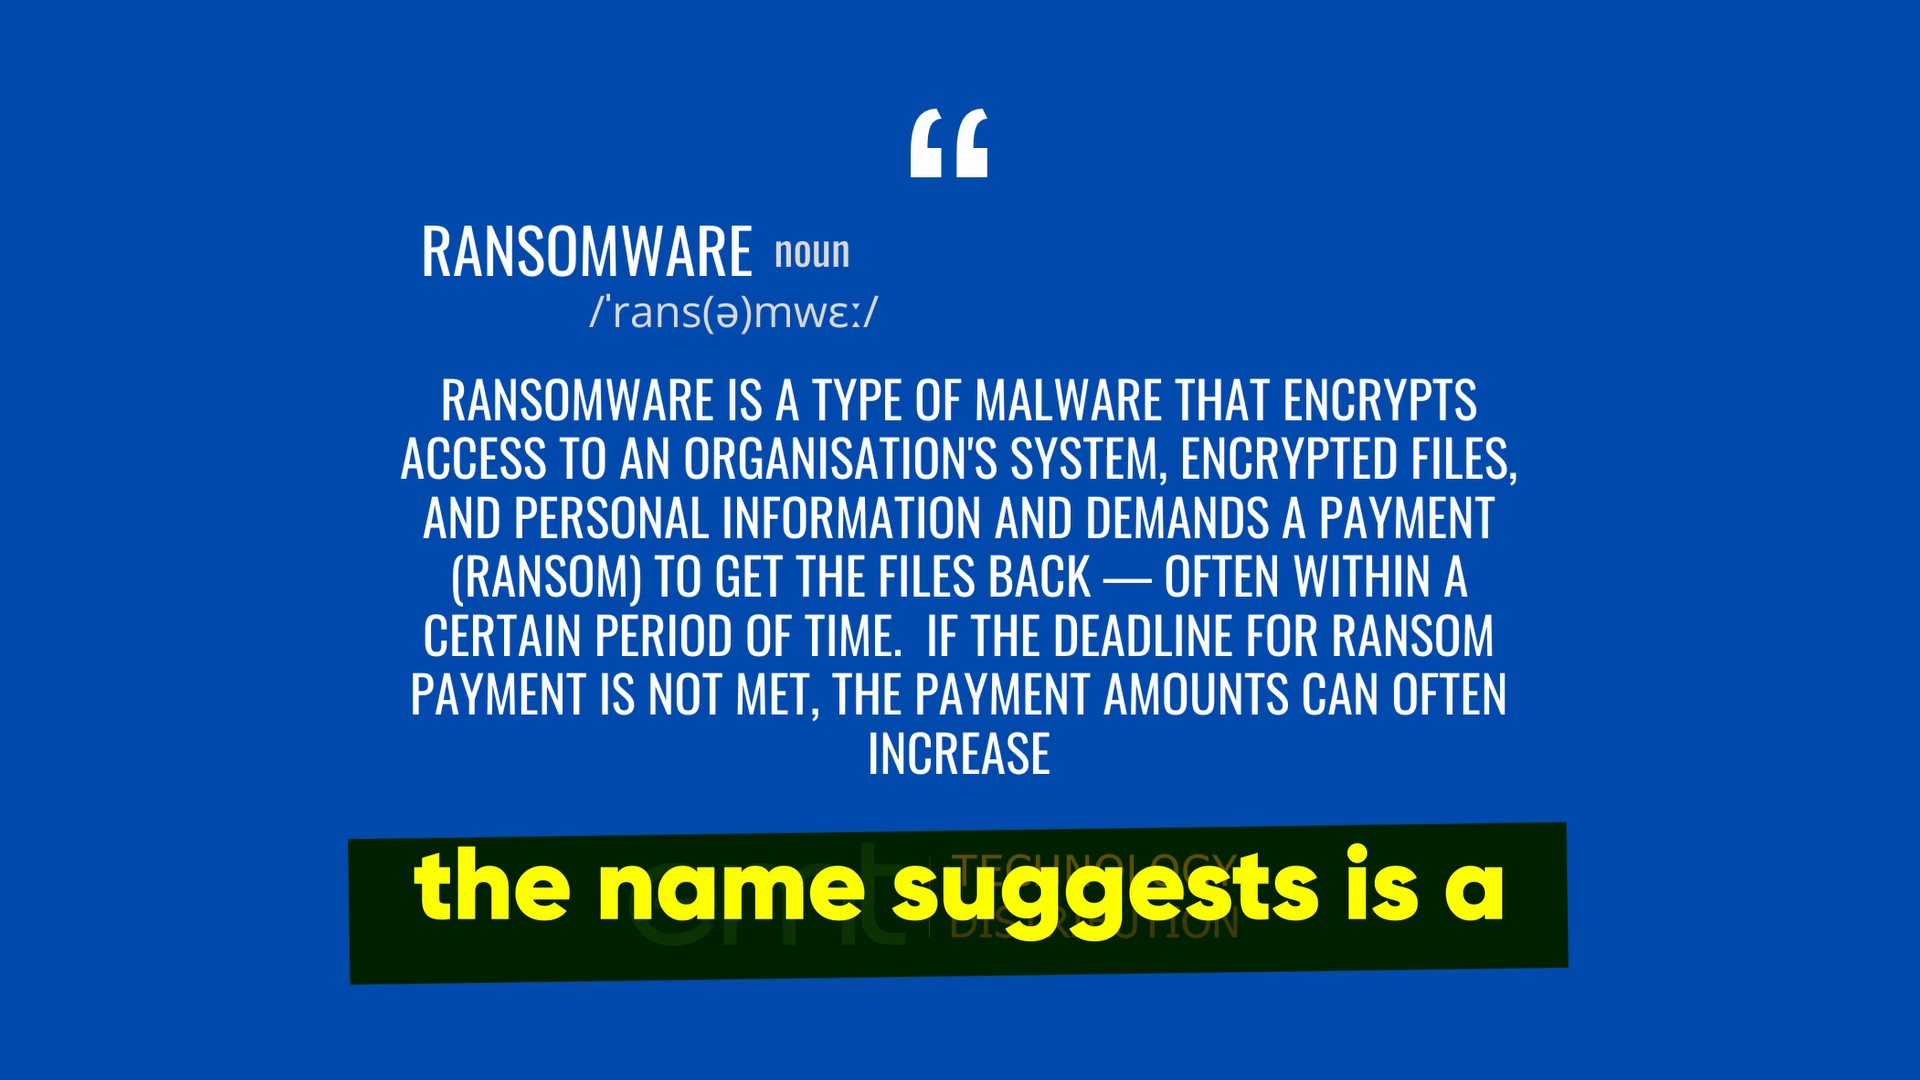 “
RANSOMWARE noun
/ˈrans(ə)mwɛː/
RANSOMWARE IS A TYPE OF MALWARE THAT ENCRYPTS
ACCESS TO AN ORGANISATION'S SYSTEM, ENCRYPTED FILES,
AND PERSONAL INFORMATION AND DEMANDS A PAYMENT
(RANSOM) TO GET THE FILES BACK — OFTEN WITHIN A
CERTAIN PERIOD OF TIME.  IF THE DEADLINE FOR RANSOM
PAYMENT IS NOT MET, THE PAYMENT AMOUNTS CAN OFTEN
INCREASE
the name suggests is a
TECHNOLOGY
DISTRIBUTION